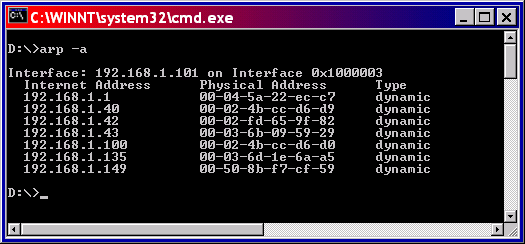 C:\WINNT\system32\cmd.exe
D:\>arp -a
Interface: 192.168.1.101 on Interface 0x1000003
Internet Address Physical Address Type
192.168.1.1 00-04-5a-22-ec-c7 dynamic
192.168.1.40 00-02-4b-cc-d6-d9 dynamic
192.168.1.42 00-02-fd-65-9f-82 dynamic
192.168.1.43 00-03-6b-09-59-29 dynamic
192.168.1.100 00-02-4b-cc-d6-d0 dynamic
192.168.1.135 00-03-6d-1e-6a-a5 dynamic
192.168.1.149 00-50-8b-f7-cf-59 dynamic
D:\>_